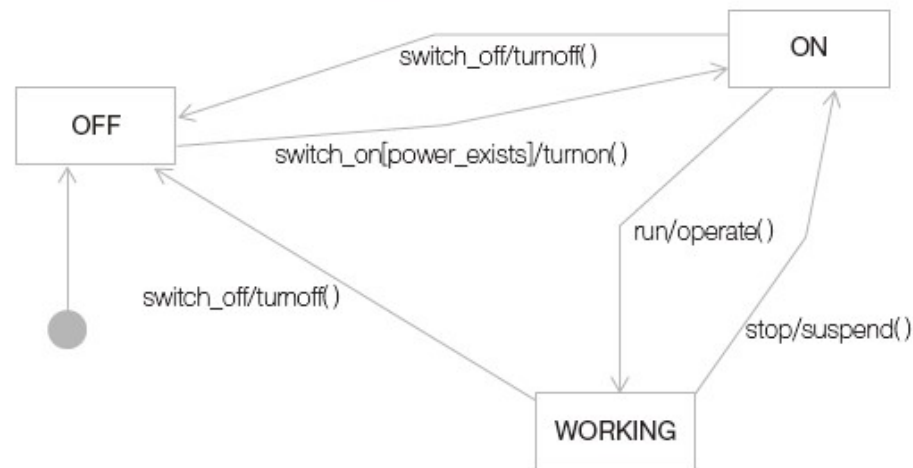 ON
switch_off/turnoff( )
OFF
switch_on[power_exists]/turnon( )
run/operate( )
switch_off/turnoff( )
stop/suspend( )
WORKING